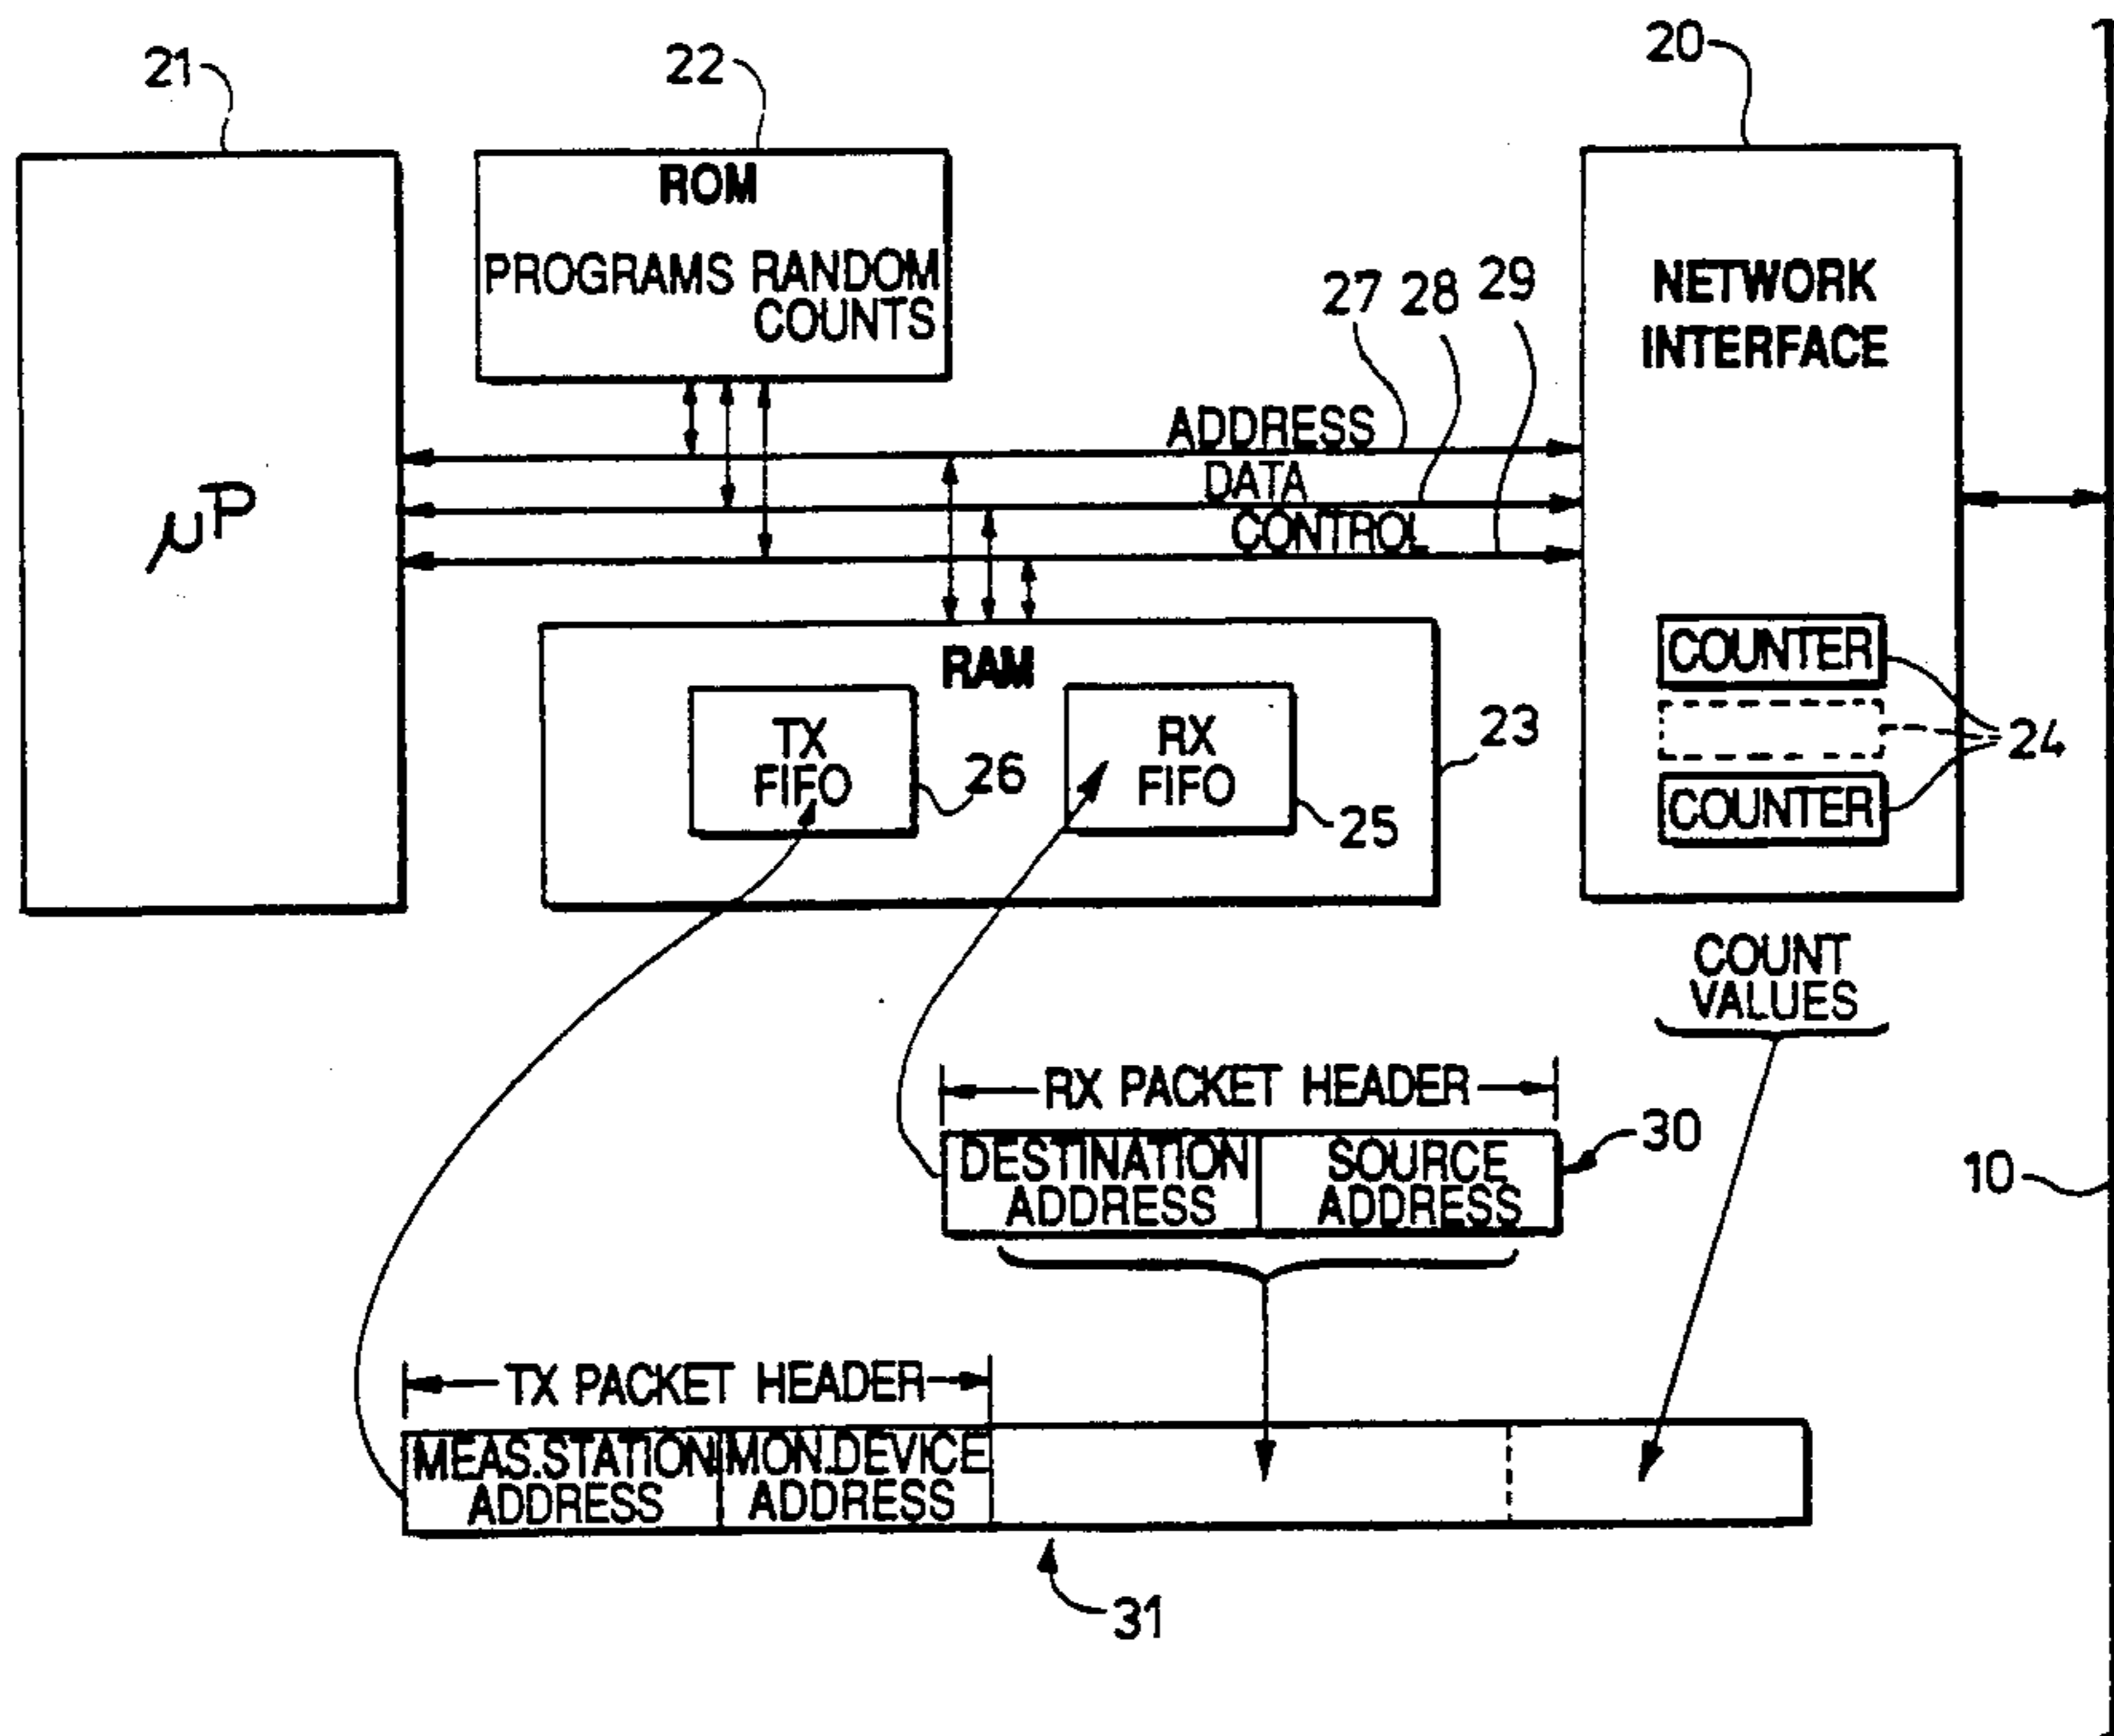 21
22
20
ROM
PROGRAMS RANDOM
COUNTS
27 28 29
NETWORK
INTERFACE
ADDRESS
DATA
CONTROL
µP
RAM
TX
FIFO
26
RX
FIFO
25
23
COUNTER
COUNTER
24
COUNT
VALUES
RX PACKET HEADER
DESTINATION
ADDRESS
SOURCE
ADDRESS
30
10
TX PACKET HEADER
MEAS.STATION
ADDRESS
MON.DEVICE
ADDRESS
31